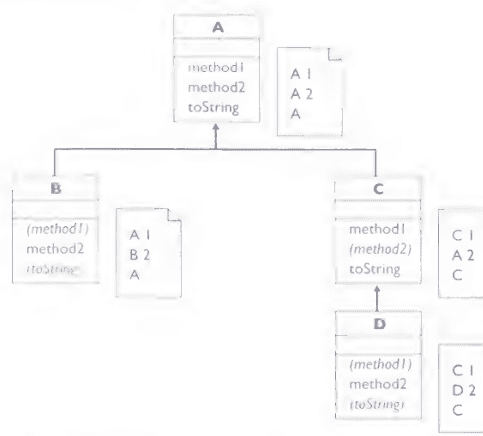 A
method1
method2
toString
A 1
A 2
A
B
(method1)
method2
(toString)
A 1
B 2
A
C
method1
(method2)
toString
C 1
A 2
C
D
(method1)
method2
(toString)
C 1
D 2
C